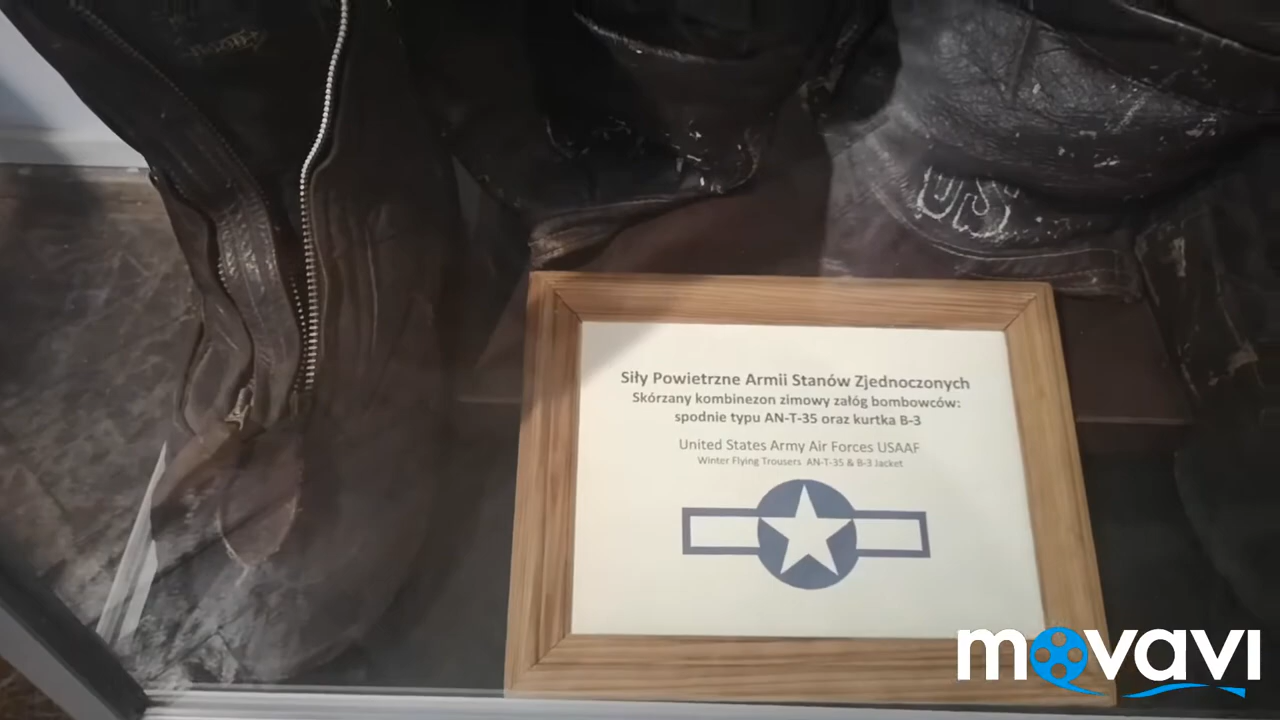 US
Siły Powietrzne Armii Stanów Zjednoczonych
Skórzany kombinezon zimowy załóg bombowców:
spodnie typu AN-T-35 oraz kurtka B-3
United States Army Air Forces USAAF
Winter Flying Trousers AN-T-35 & B-3 Jacket
movavi